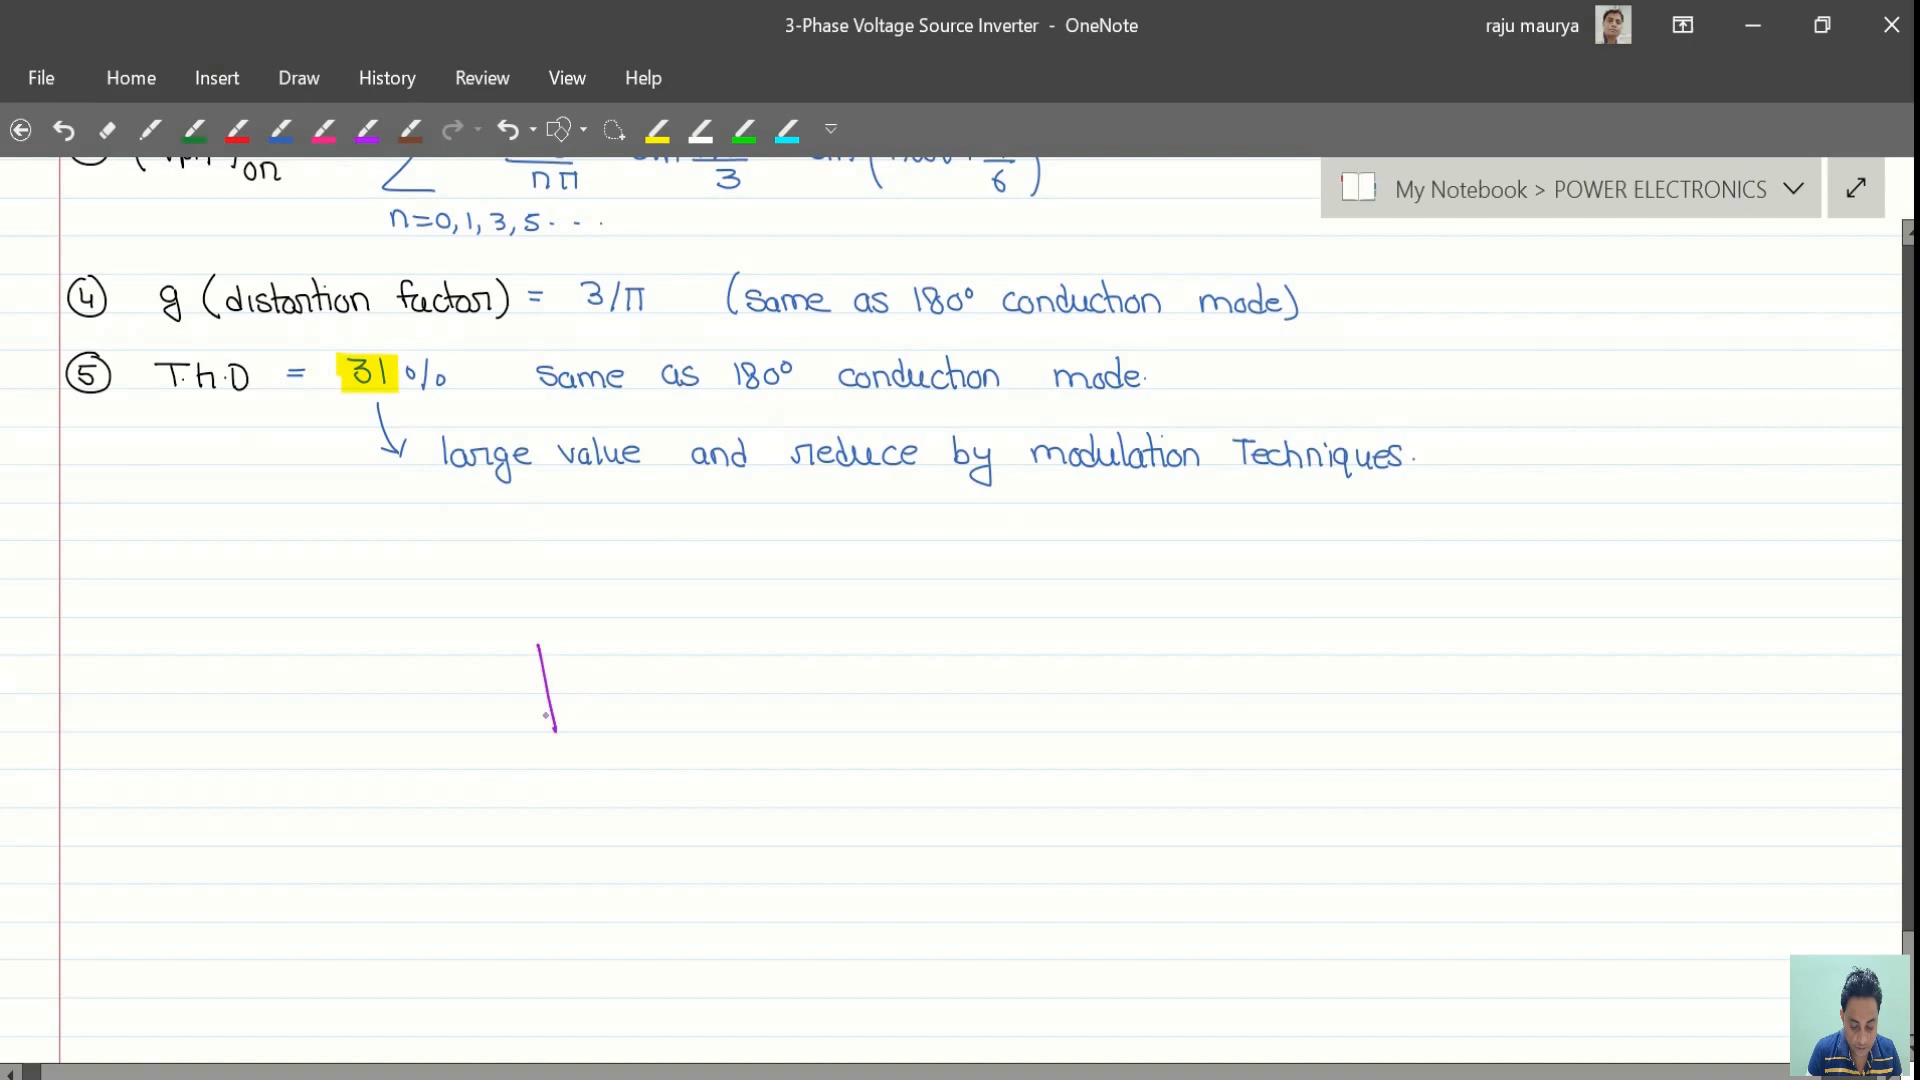 3-Phase Voltage Source Inverter - OneNote
raju maurya
File Home Insert Draw History Review View Help
My Notebook > POWER ELECTRONICS
on
nπ 3 6
n=0,1,3,5...
④ g (distortion factor) = 3/π (same as 180° conduction mode)
⑤ T.h.D = 31% same as 180° conduction mode.
large value and reduce by modulation Techniques.